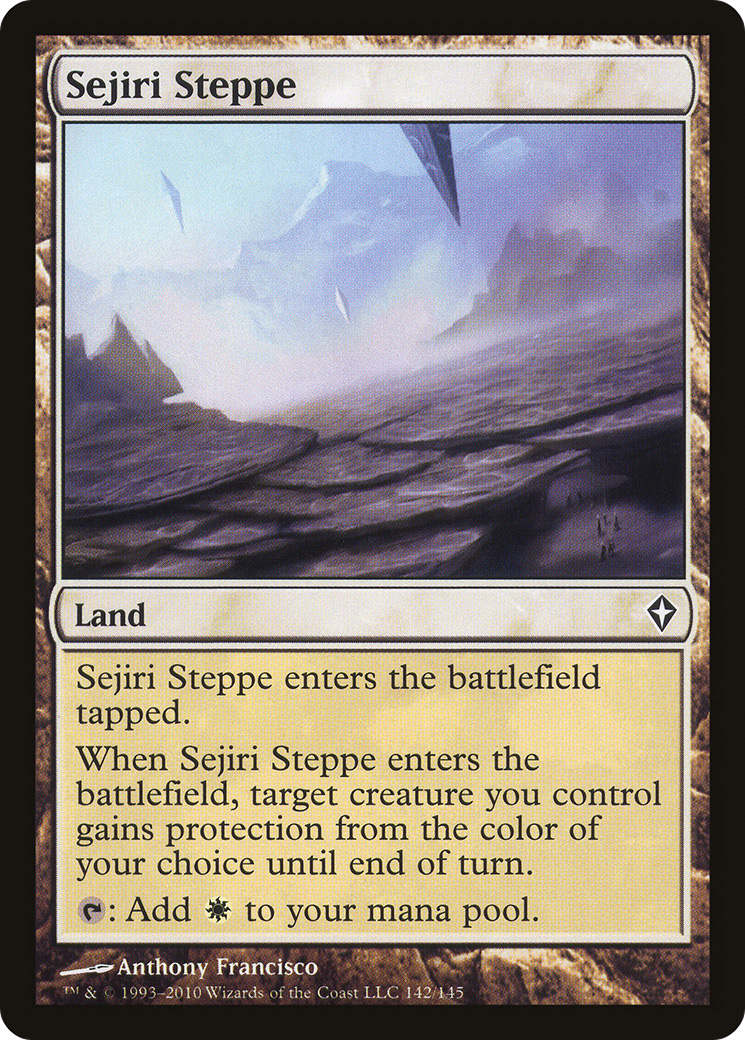 Sejiri Steppe
Land
Sejiri Steppe enters the battlefield
tapped.
When Sejiri Steppe enters the
battlefield, target creature you control
gains protection from the color of
your choice until end of turn.
: Add to your mana pool.
Anthony Francisco
™ & © 1993–2010 Wizards of the Coast LLC 142/145